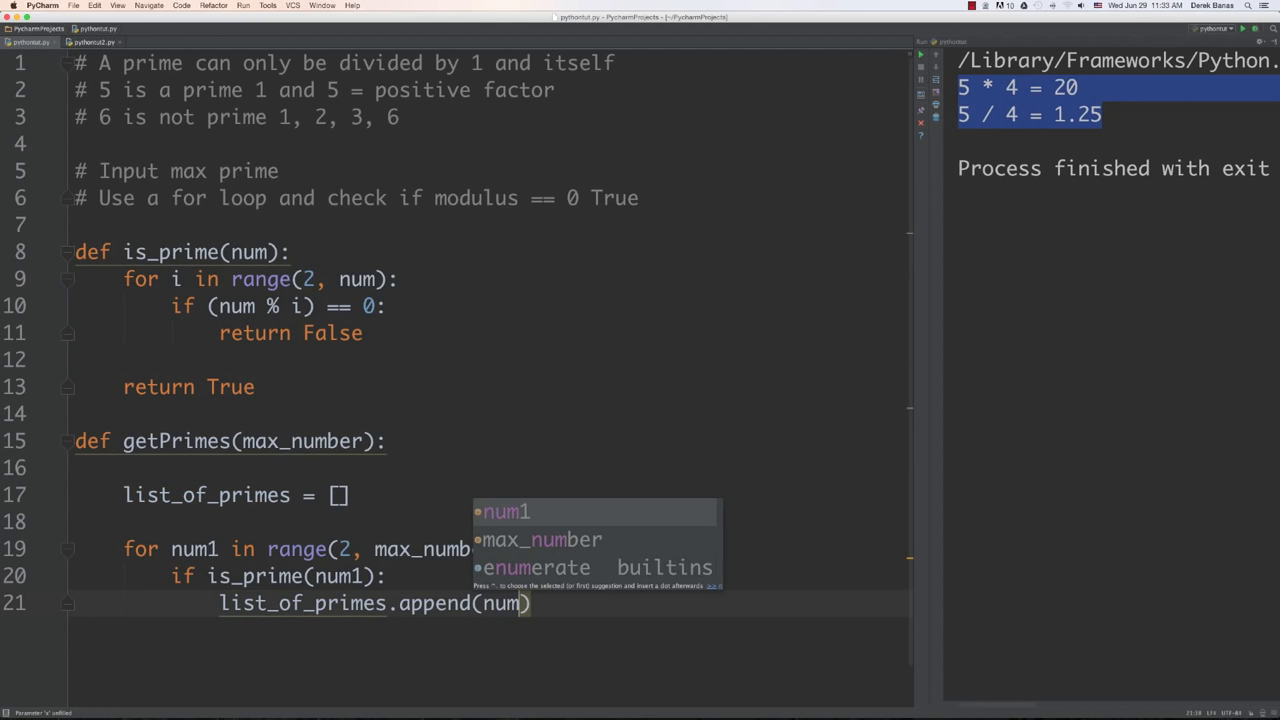 PyCharm File Edit View Navigate Code Refactor Run Tools VCS Window Help
10 Wed Jun 29 11:33 AM Derek Banas
pythontut.py - PycharmProjects - [~/PycharmProjects]
PycharmProjects pythontut.py
pythontut
pythontut.py pythontut2.py
Run pythontut
1 # A prime can only be divided by 1 and itself
2 # 5 is a prime 1 and 5 = positive factor
3 # 6 is not prime 1, 2, 3, 6
4
5 # Input max prime
6 # Use a for loop and check if modulus == 0 True
7
8 def is_prime(num):
9 for i in range(2, num):
10 if (num % i) == 0:
11 return False
12
13 return True
14
15 def getPrimes(max_number):
16
17 list_of_primes = []
18
19 for num1 in range(2, max_numb
20 if is_prime(num1):
21 list_of_primes.append(num)
num1
max_number
enumerate builtins
Press ^. to choose the selected (or first) suggestion and insert a dot afterwards >>
/Library/Frameworks/Python.
5 * 4 = 20
5 / 4 = 1.25
Process finished with exit
Parameter 'x' unfilled
21:38 LF÷ UTF-8÷